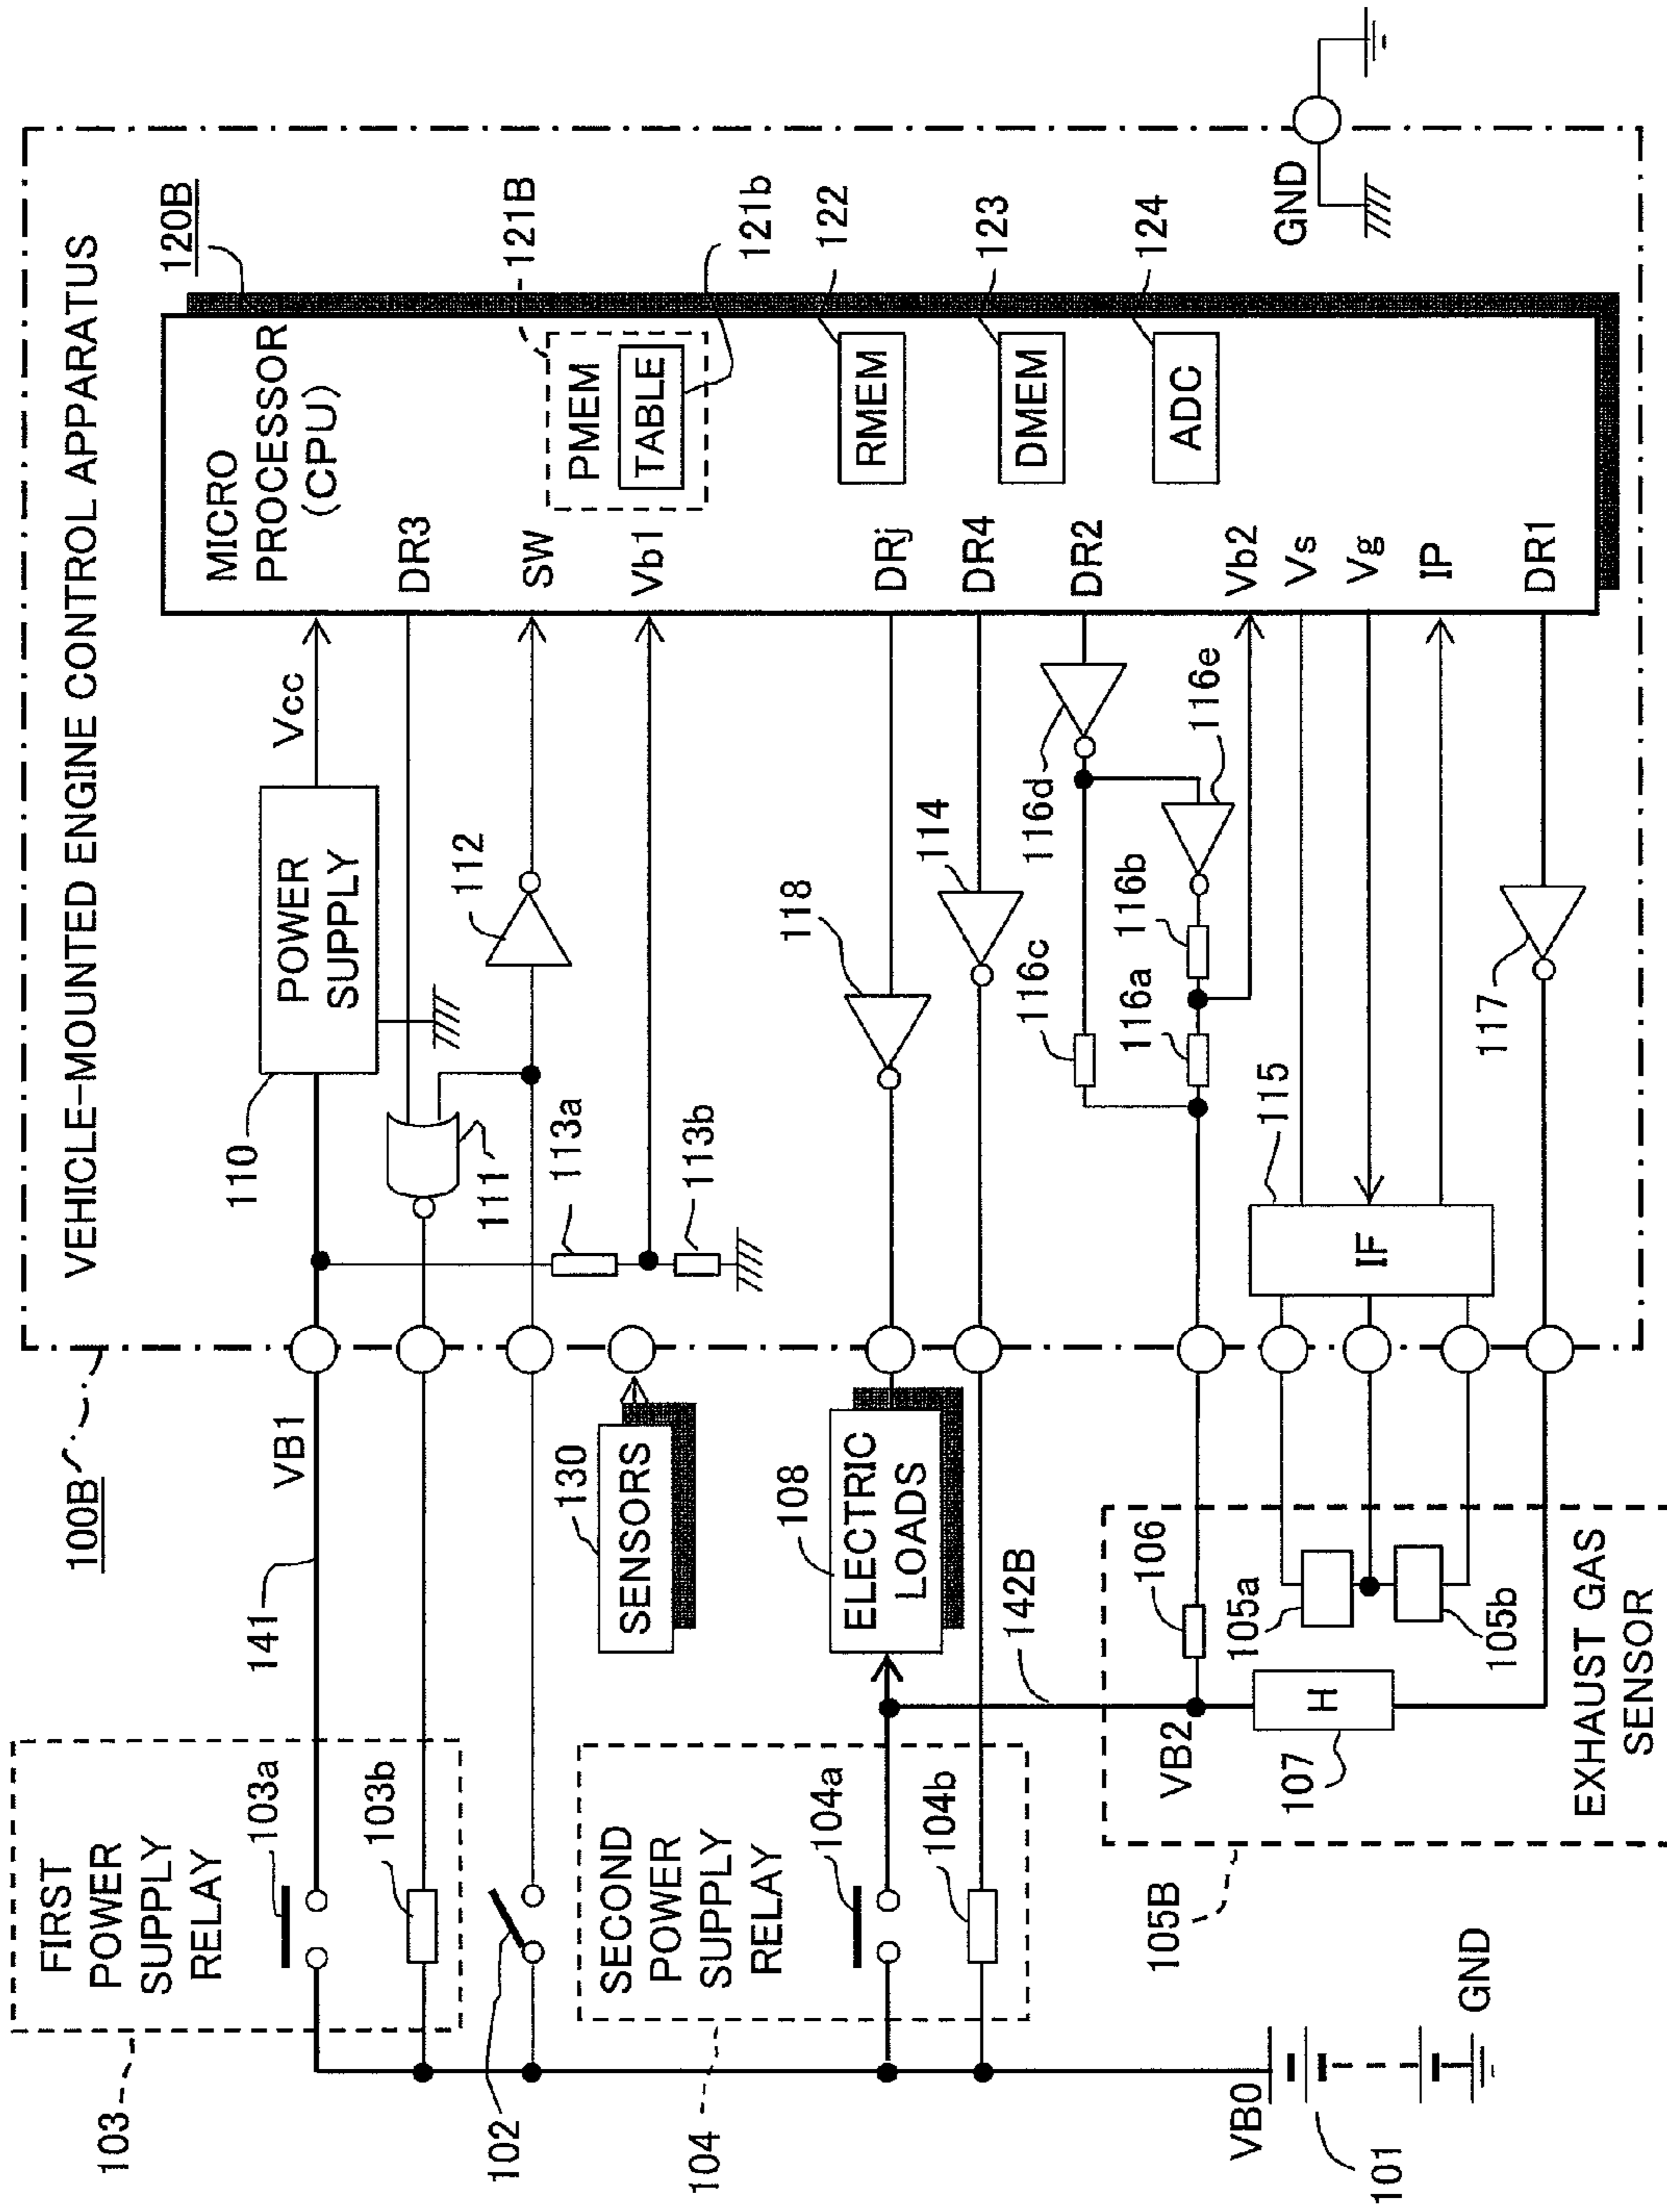 VEHICLE-MOUNTED ENGINE CONTROL APPARATUS
100B
120B
FIRST
POWER
SUPPLY
RELAY
103
103a
103b
141
VB1
110
POWER
SUPPLY
Vcc
MICRO
PROCESSOR
(CPU)
DR3
111
112
SW
102
113a
113b
Vb1
PMEM
TABLE
121B
121b
130
SENSORS
SECOND
POWER
SUPPLY
RELAY
104
104a
104b
108
ELECTRIC
LOADS
118
DRj
RMEM
122
114
DR4
DMEM
123
142B
116c
116d
DR2
116a
116b
116e
Vb2
ADC
124
VB0
101
GND
105B
VB2
106
107
H
105a
105b
EXHAUST GAS
SENSOR
115
IF
Vs
Vg
IP
117
DR1
GND